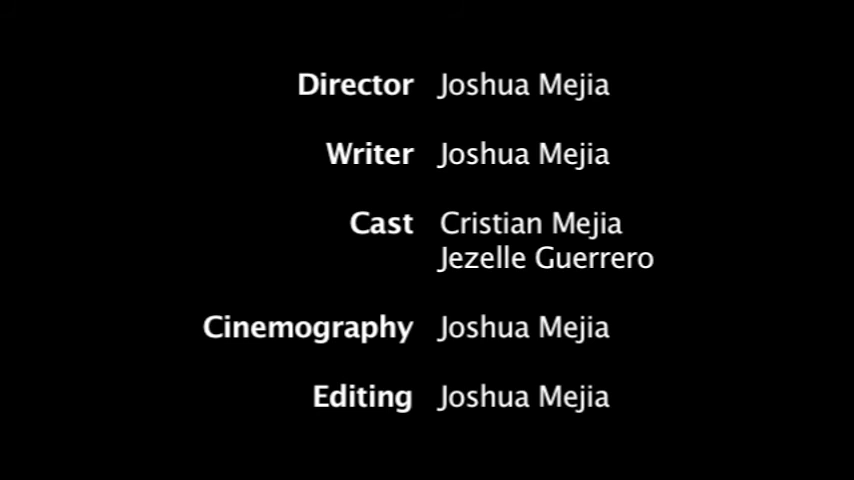 Director Joshua Mejia
Writer Joshua Mejia
Cast Cristian Mejia
Jezelle Guerrero
Cinemography Joshua Mejia
Editing Joshua Mejia